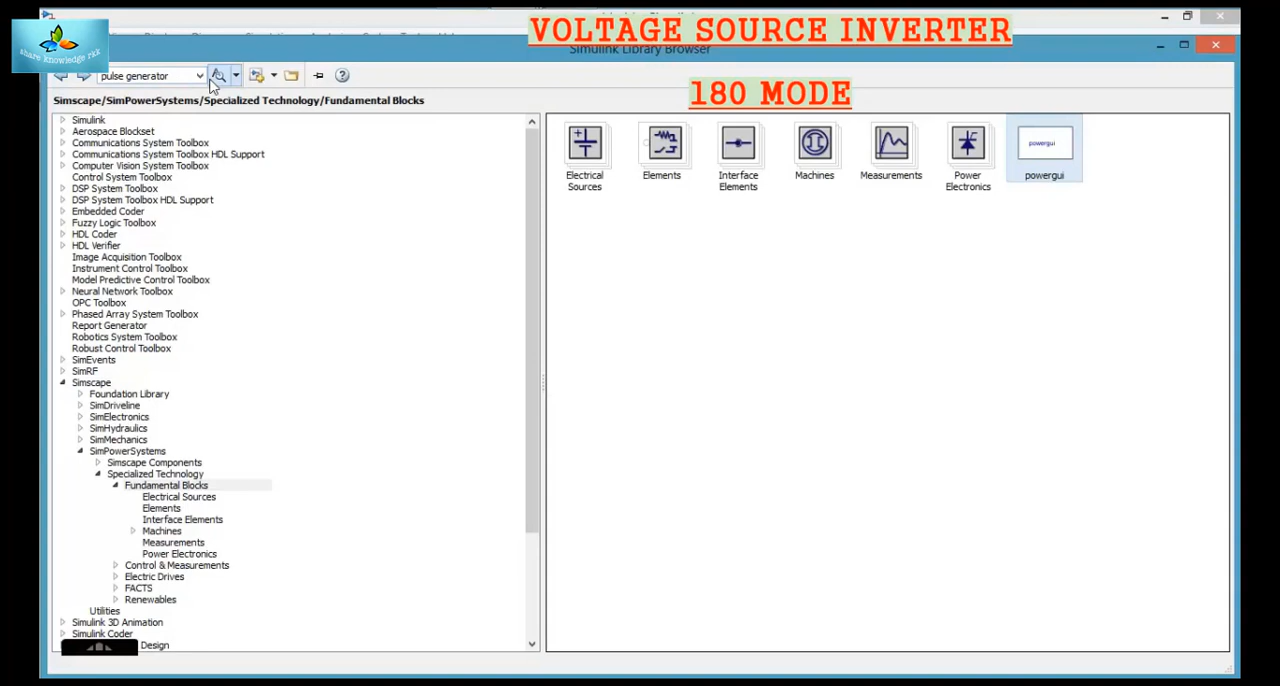 VOLTAGE SOURCE INVERTER
Simulink Library Browser
share knowledge rkk
pulse generator
180 MODE
Simscape/SimPowerSystems/Specialized Technology/Fundamental Blocks
Simulink
Aerospace Blockset
Communications System Toolbox
Communications System Toolbox HDL Support
Computer Vision System Toolbox
Control System Toolbox
DSP System Toolbox
DSP System Toolbox HDL Support
Embedded Coder
Fuzzy Logic Toolbox
HDL Coder
HDL Verifier
Image Acquisition Toolbox
Instrument Control Toolbox
Model Predictive Control Toolbox
Neural Network Toolbox
OPC Toolbox
Phased Array System Toolbox
Report Generator
Robotics System Toolbox
Robust Control Toolbox
SimEvents
SimRF
Simscape
Foundation Library
SimDriveline
SimElectronics
SimHydraulics
SimMechanics
SimPowerSystems
Simscape Components
Specialized Technology
Fundamental Blocks
Electrical Sources
Elements
Interface Elements
Machines
Measurements
Power Electronics
Control & Measurements
Electric Drives
FACTS
Renewables
Utilities
Simulink 3D Animation
Simulink Coder
Design
Electrical Sources
Elements
Interface Elements
Machines
Measurements
Power Electronics
powergui
powergui